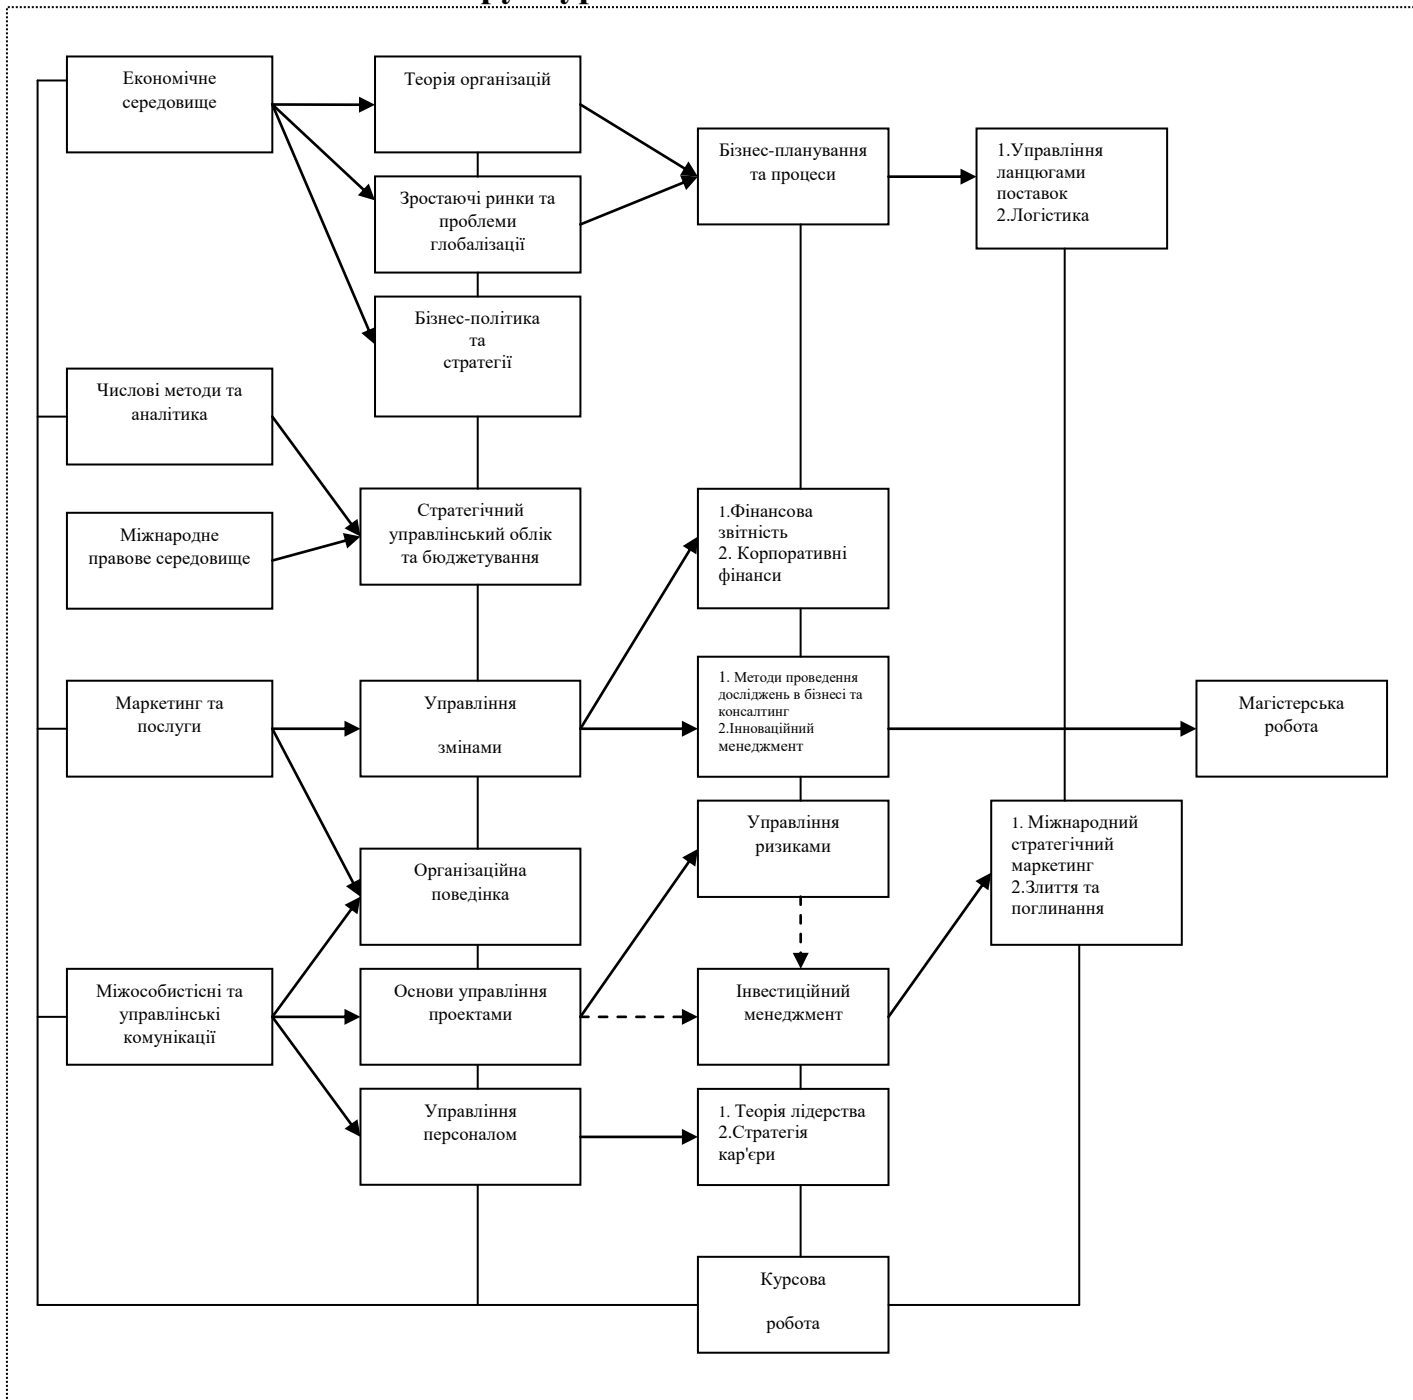 Економічне
середовище
Теорія організацій
Бізнес-планування
та процеси
1.Управління
ланцюгами
поставок
2.Логістика
Зростаючі ринки та
проблеми
глобалізації
Бізнес-політика
та
стратегії
Числові методи та
аналітика
Міжнародне
правове середовище
Стратегічний
управлінський облік
та бюджетування
1.Фінансова
звітність
2. Корпоративні
фінанси
Маркетинг та
послуги
Управління
змінами
1. Методи проведення
досліджень в бізнесі та
консалтинг
2.Інноваційний
менеджмент
Магістерська
робота
Організаційна
поведінка
Управління
ризиками
1. Міжнародний
стратегічний
маркетинг
2.Злиття та
поглинання
Міжособистісні та
управлінські
комунікації
Основи управління
проектами
Інвестиційний
менеджмент
Управління
персоналом
1. Теорія лідерства
2.Стратегія
кар'єри
Курсова
робота